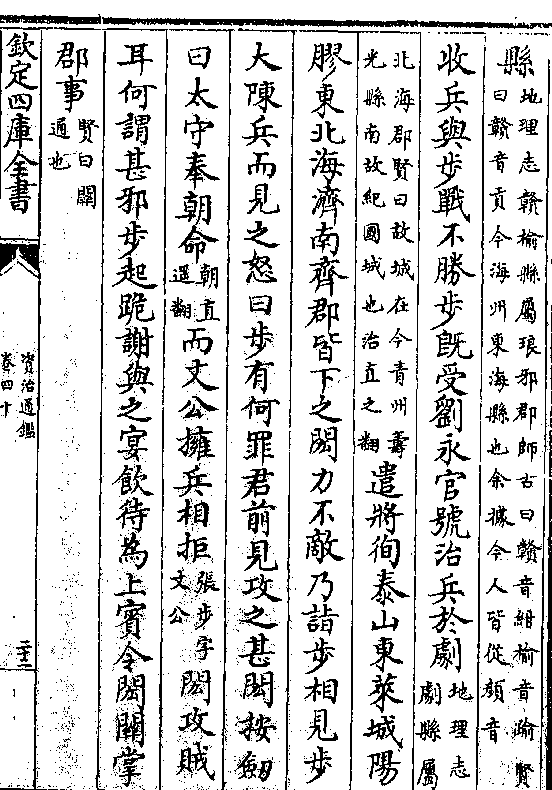 縣地理志贛榆縣屬琅邪郡師古曰贛音紺榆音踰賢曰贛音貢今海州東海縣也余據今人皆從顏音
收兵與步戰不勝步既受劉永官號治兵於劇地理志劇縣屬
北海郡賢曰故城在今青州壽光縣南故紀國城也治直之翻遣將徇泰山東萊城陽
膠東北海濟南齊郡皆下之閎力不敵乃詣步相見步
大陳兵而見之怒曰步有何罪君前見攻之甚閎按劒
曰太守奉朝命朝直遥翻而文公擁兵相拒張步字文公閎攻賊
耳何謂甚邪步起跪謝與之宴飲待為上賓令閎關掌
郡事賢曰關通也
欽定四庫全書
資治通鑑
卷四十
二十三